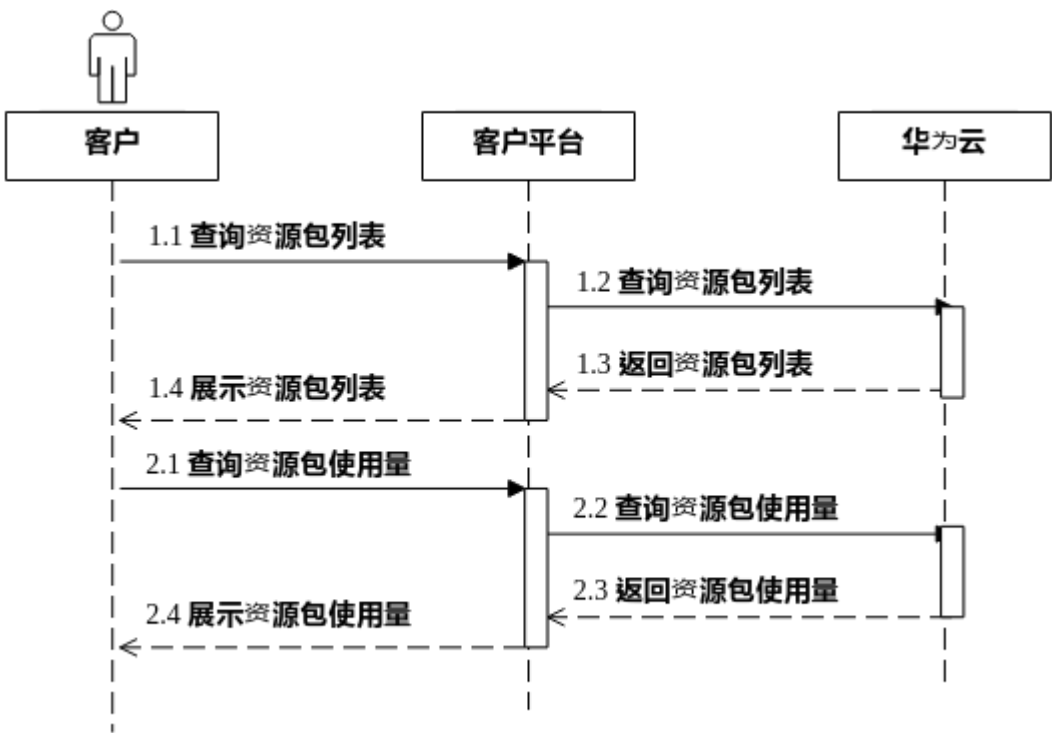 客户
客户平台
华为云
1.1 查询资源包列表
1.2 查询资源包列表
1.3 返回资源包列表
1.4 展示资源包列表
2.1 查询资源包使用量
2.2 查询资源包使用量
2.3 返回资源包使用量
2.4 展示资源包使用量